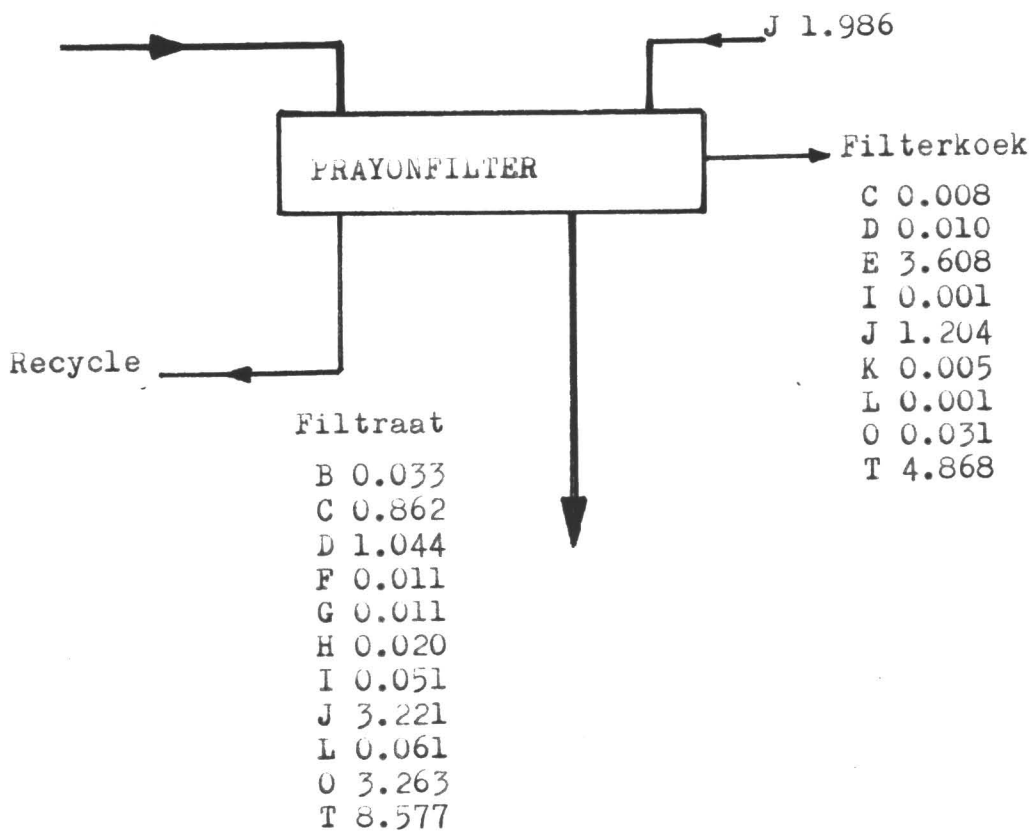 J 1.986
PRAYONFILTER
Filterkoek
C 0.008
D 0.010
E 3.608
I 0.001
J 1.204
K 0.005
L 0.001
O 0.031
T 4.868
Recycle
Filtraat
B 0.033
C 0.862
D 1.044
F 0.011
G 0.011
H 0.020
I 0.051
J 3.221
L 0.061
O 3.263
T 8.577